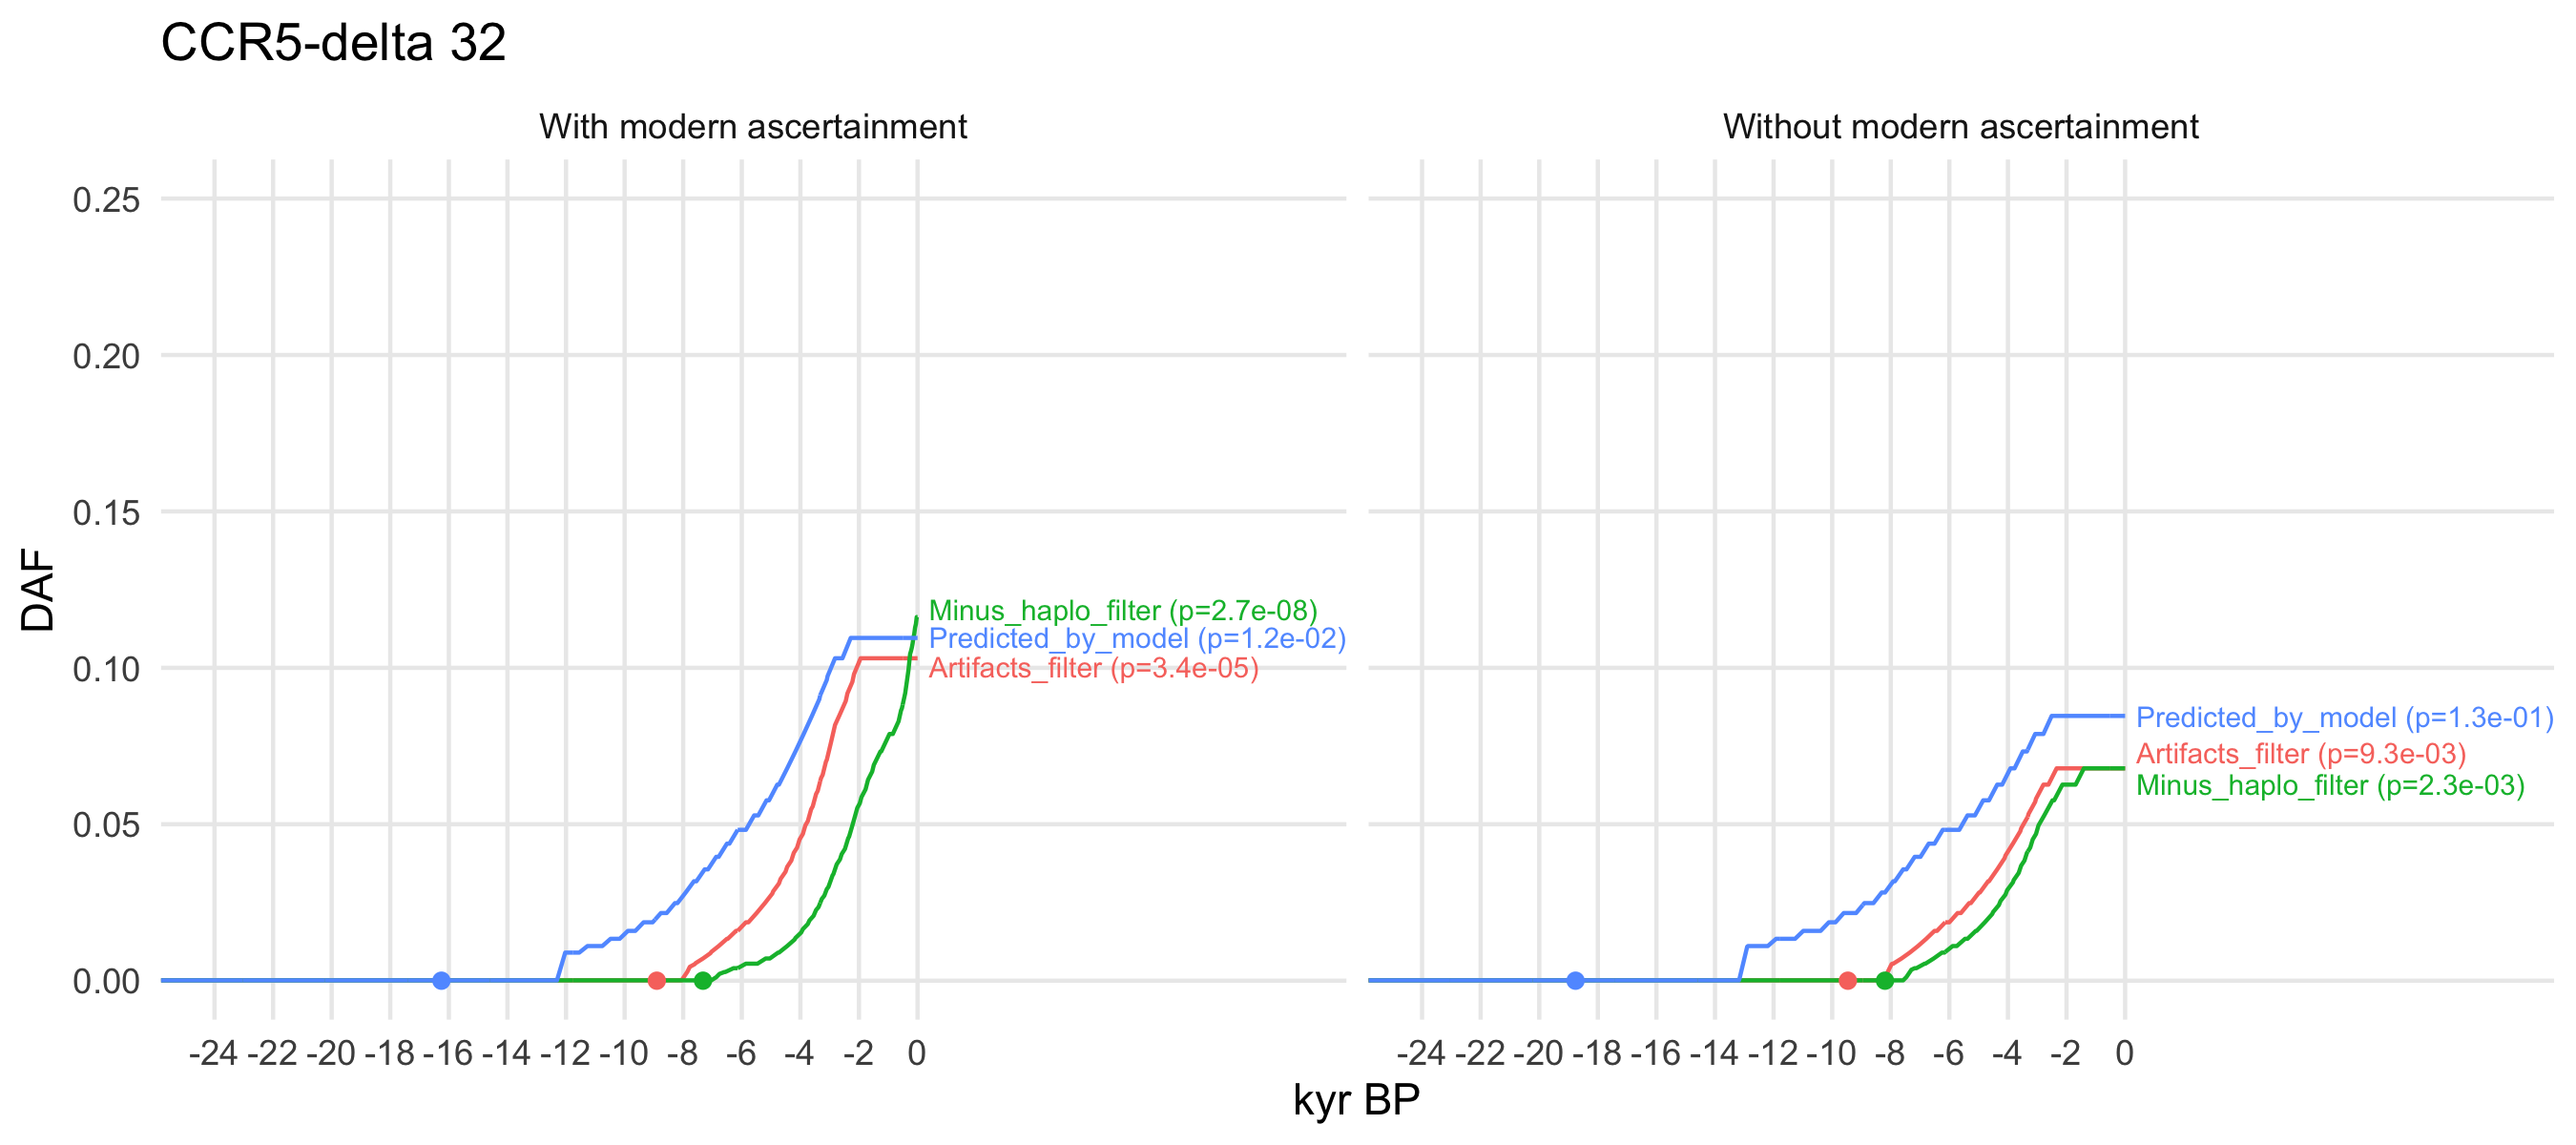 CCR5-delta 32
With modern ascertainment
Without modern ascertainment
DAF
0.25
0.20
0.15
0.10
0.05
0.00
Minus_haplo_filter (p=2.7e-08)
Predicted_by_model (p=1.2e-02)
Artifacts_filter (p=3.4e-05)
Predicted_by_model (p=1.3e-01)
Artifacts_filter (p=9.3e-03)
Minus_haplo_filter (p=2.3e-03)
-24 -22 -20 -18 -16 -14 -12 -10 -8 -6 -4 -2 0
-24 -22 -20 -18 -16 -14 -12 -10 -8 -6 -4 -2 0
kyr BP